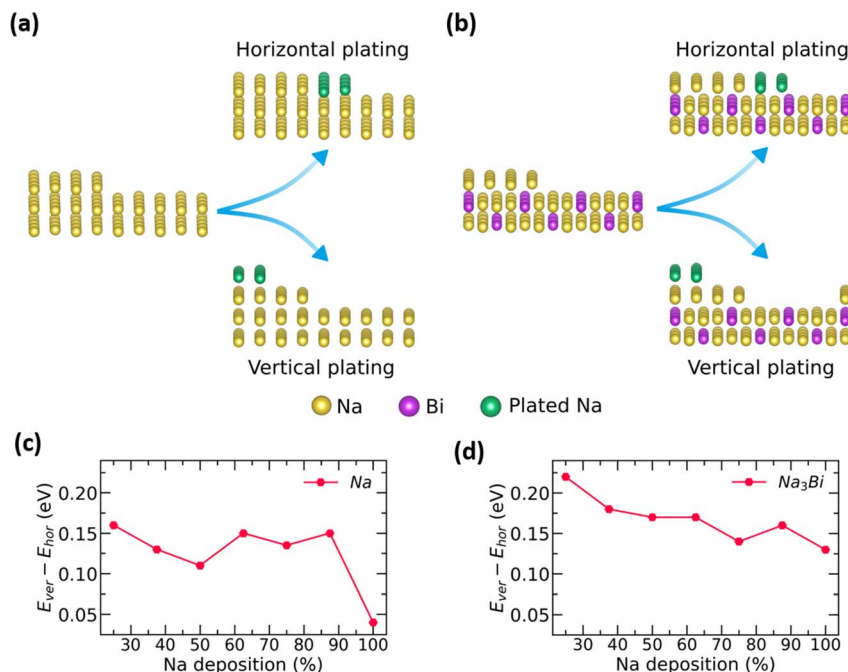 (a)
Horizontal plating
Vertical plating
(b)
Horizontal plating
Vertical plating
Na
Bi
Plated Na
(c)
E_ver − E_hor (eV)
0.20
0.15
0.10
0.05
Na
30 40 50 60 70 80 90 100
Na deposition (%)
(d)
E_ver − E_hor (eV)
0.20
0.15
0.10
0.05
Na₃Bi
30 40 50 60 70 80 90 100
Na deposition (%)